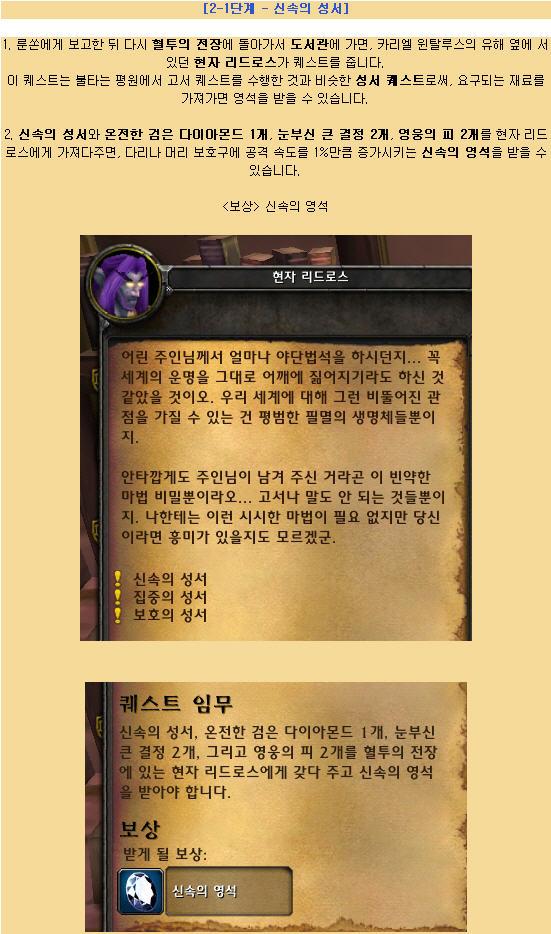 [2-1단계 - 신속의 성서]
1. 룬쏜에게 보고한 뒤 다시 혈투의 전장에 돌아가서 도서관에 가면, 카리엘 윈탈루스의 유해 옆에 서
있던 현자 리드로스가 퀘스트를 줍니다.
이 퀘스트는 불타는 평원에서 고서 퀘스트를 수행한 것과 비슷한 성서 퀘스트로써, 요구되는 재료를
가져가면 영석을 받을 수 있습니다.
2. 신속의 성서와 온전한 검은 다이아몬드 1개, 눈부신 큰 결정 2개, 영웅의 피 2개를 현자 리드
로스에게 가져다주면, 다리나 머리 보호구에 공격 속도를 1%만큼 증가시키는 신속의 영석을 받을 수
있습니다.
<보상> 신속의 영석
현자 리드로스
어린 주인님께서 얼마나 야단법석을 하시던지... 꼭
세계의 운명을 그대로 어깨에 짊어지기라도 하신 것
같았을 것이오. 우리 세계에 대해 그런 비뚤어진 관
점을 가질 수 있는 건 평범한 필멸의 생명체들뿐이
지.
안타깝게도 주인님이 남겨 주신 거라곤 이 빈약한
마법 비밀뿐이라오... 고서나 말도 안 되는 것들뿐이
지. 나한테는 이런 시시한 마법이 필요 없지만 당신
이라면 흥미가 있을지도 모르겠군.
신속의 성서
집중의 성서
보호의 성서
퀘스트 임무
신속의 성서, 온전한 검은 다이아몬드 1개, 눈부신
큰 결정 2개, 그리고 영웅의 피 2개를 혈투의 전장
에 있는 현자 리드로스에게 갖다 주고 신속의 영석
을 받아야 합니다.
보상
받게 될 보상:
신속의 영석